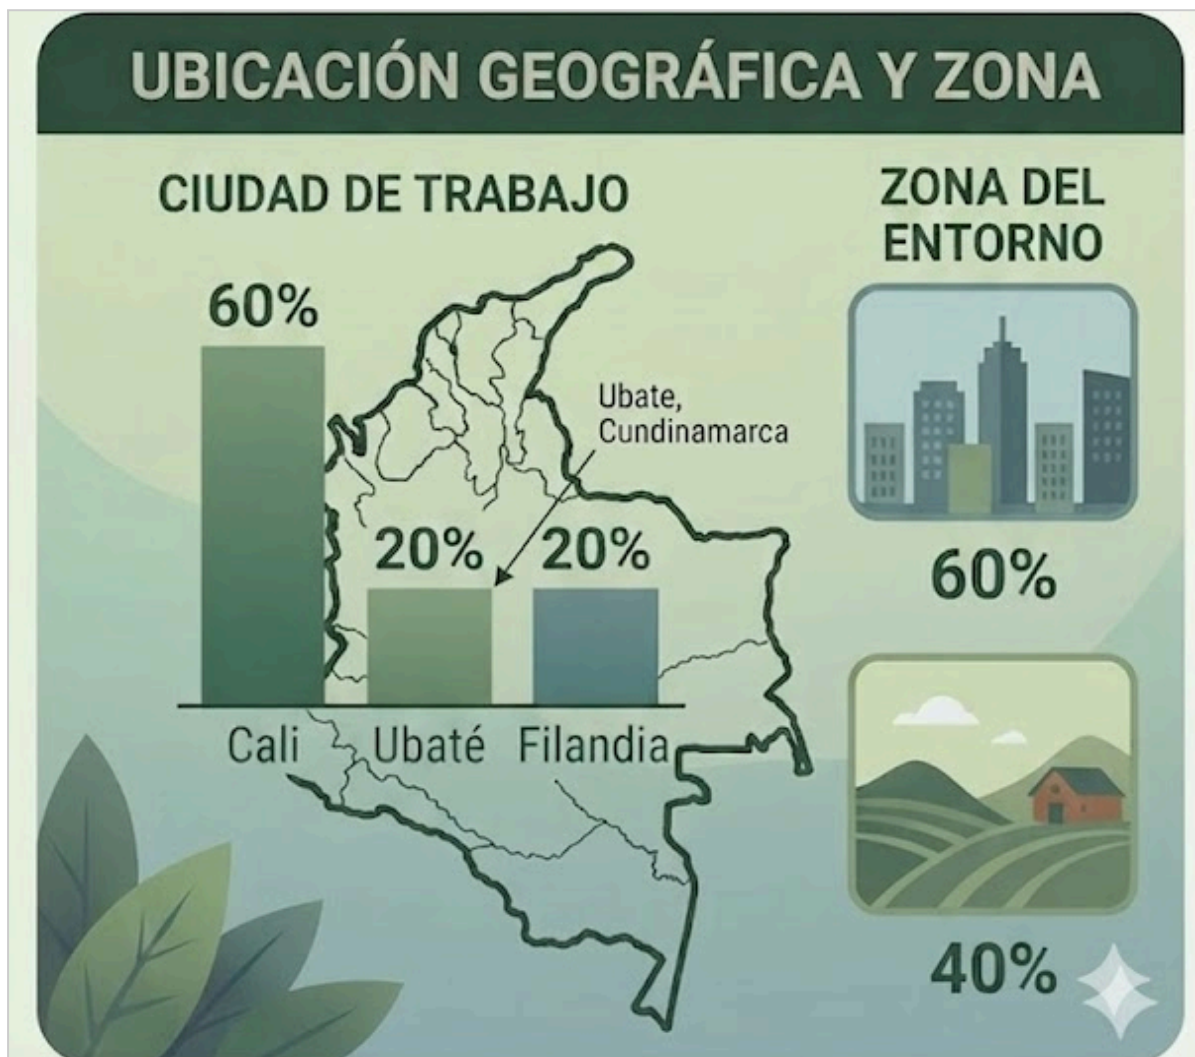 UBICACIÓN GEOGRÁFICA Y ZONA
CIUDAD DE TRABAJO
60%
Ubate,
Cundinamarca
20% 20%
Cali Ubaté Filandia
ZONA DEL
ENTORNO
60%
40%